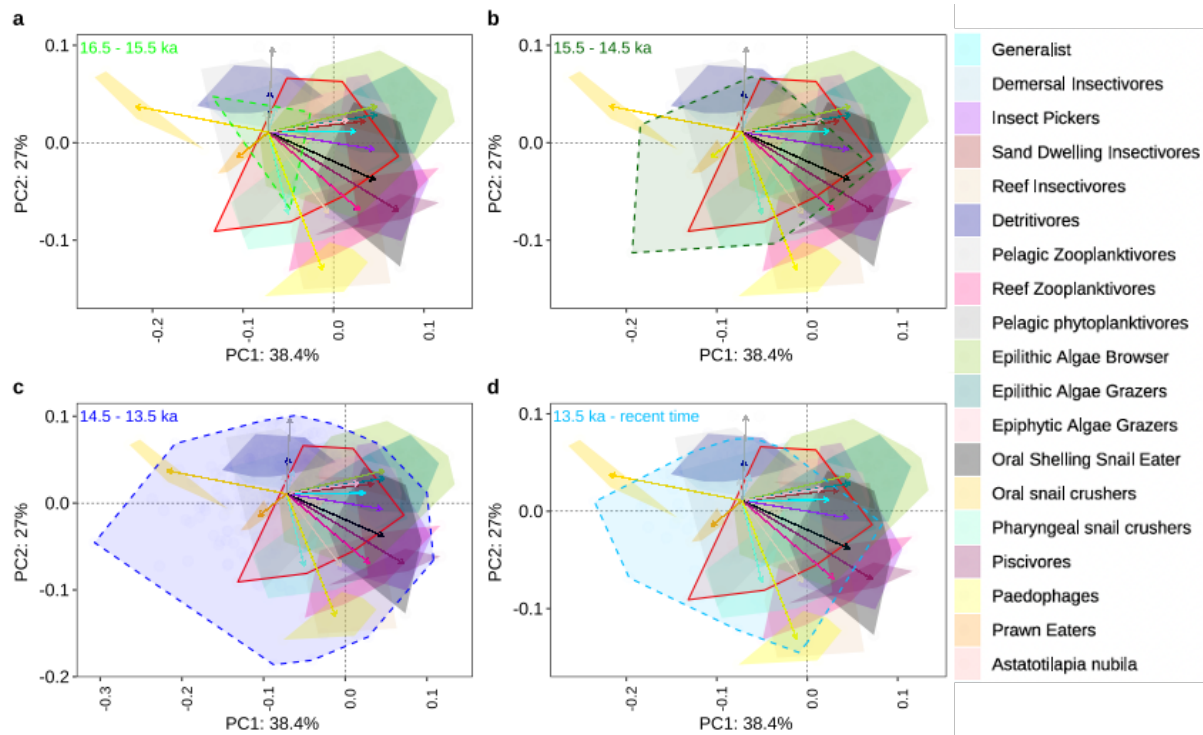 a
16.5 - 15.5 ka
0.1
0.0
-0.1
PC2: 27%
-0.2
-0.1
0.0
0.1
PC1: 38.4%
b
15.5 - 14.5 ka
0.1
0.0
-0.1
PC2: 27%
-0.2
-0.1
0.0
0.1
PC1: 38.4%
c
14.5 - 13.5 ka
0.1
0.0
-0.1
-0.2
PC2: 27%
-0.3
-0.2
-0.1
0.0
0.1
PC1: 38.4%
d
13.5 ka - recent time
0.1
0.0
-0.1
PC2: 27%
-0.2
-0.1
0.0
0.1
PC1: 38.4%
Generalist
Demersal Insectivores
Insect Pickers
Sand Dwelling Insectivores
Reef Insectivores
Detritivores
Pelagic Zooplanktivores
Reef Zooplanktivores
Pelagic phytoplanktivores
Epilithic Algae Browser
Epilithic Algae Grazers
Epiphytic Algae Grazers
Oral Shelling Snail Eater
Oral snail crushers
Pharyngeal snail crushers
Piscivores
Paedophages
Prawn Eaters
Astatotilapia nubila